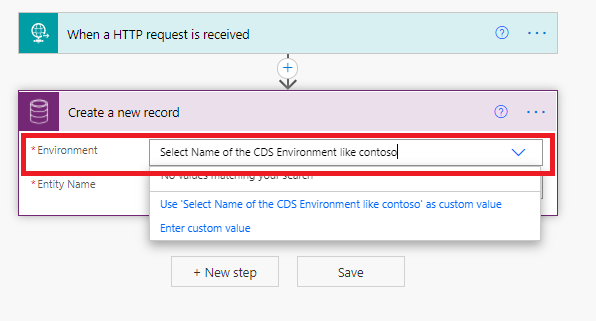 When a HTTP request is received
Create a new record
* Environment
Select Name of the CDS Environment like contoso
No values matching your search
* Entity Name
Use 'Select Name of the CDS Environment like contoso' as custom value
Enter custom value
+ New step
Save